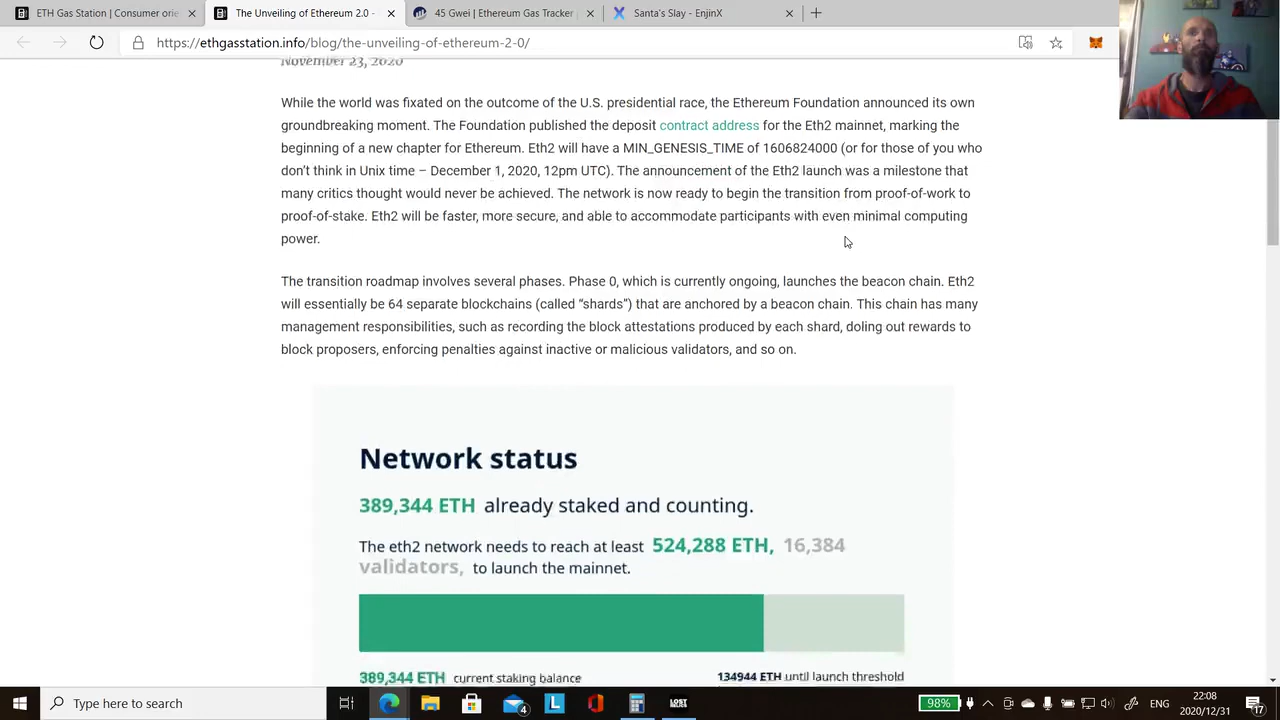 ETH Gas Station | Consumer orie
The Unveiling of Ethereum 2.0 -
45 Gwei | Ethereum Gas Tracker
Santa's Slay - EnjinX
https://ethgasstation.info/blog/the-unveiling-of-ethereum-2-0/
November 23, 2020
While the world was fixated on the outcome of the U.S. presidential race, the Ethereum Foundation announced its own
groundbreaking moment. The Foundation published the deposit contract address for the Eth2 mainnet, marking the
beginning of a new chapter for Ethereum. Eth2 will have a MIN_GENESIS_TIME of 1606824000 (or for those of you who
don't think in Unix time – December 1, 2020, 12pm UTC). The announcement of the Eth2 launch was a milestone that
many critics thought would never be achieved. The network is now ready to begin the transition from proof-of-work to
proof-of-stake. Eth2 will be faster, more secure, and able to accommodate participants with even minimal computing
power.
The transition roadmap involves several phases. Phase 0, which is currently ongoing, launches the beacon chain. Eth2
will essentially be 64 separate blockchains (called “shards”) that are anchored by a beacon chain. This chain has many
management responsibilities, such as recording the block attestations produced by each shard, doling out rewards to
block proposers, enforcing penalties against inactive or malicious validators, and so on.
Network status
389,344 ETH already staked and counting.
The eth2 network needs to reach at least 524,288 ETH, 16,384
validators, to launch the mainnet.
389,344 ETH current staking balance
134944 ETH until launch threshold
Type here to search
4
L
LOST
98%
ENG
22:08
2020/12/31
17